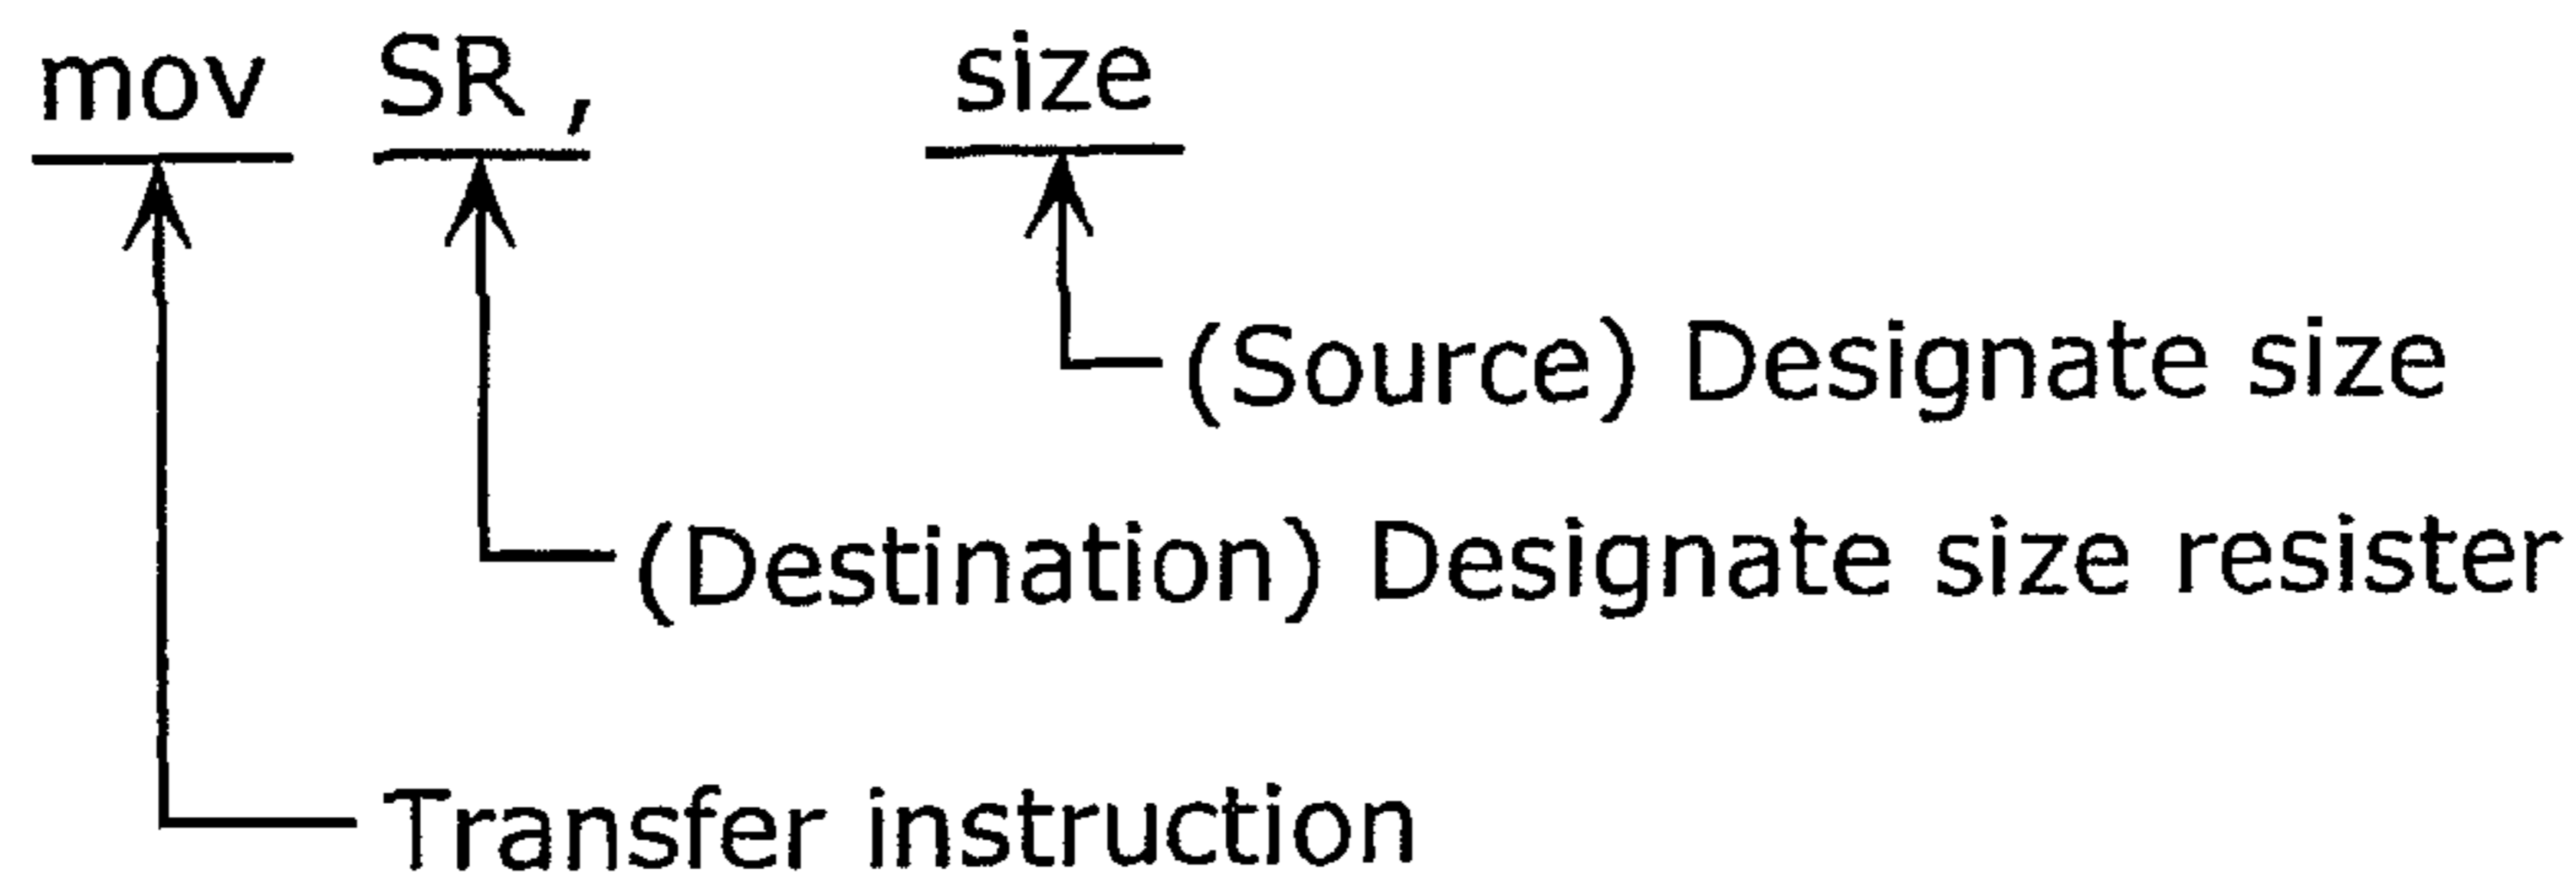 mov SR , size
(Source) Designate size
(Destination) Designate size resister
Transfer instruction